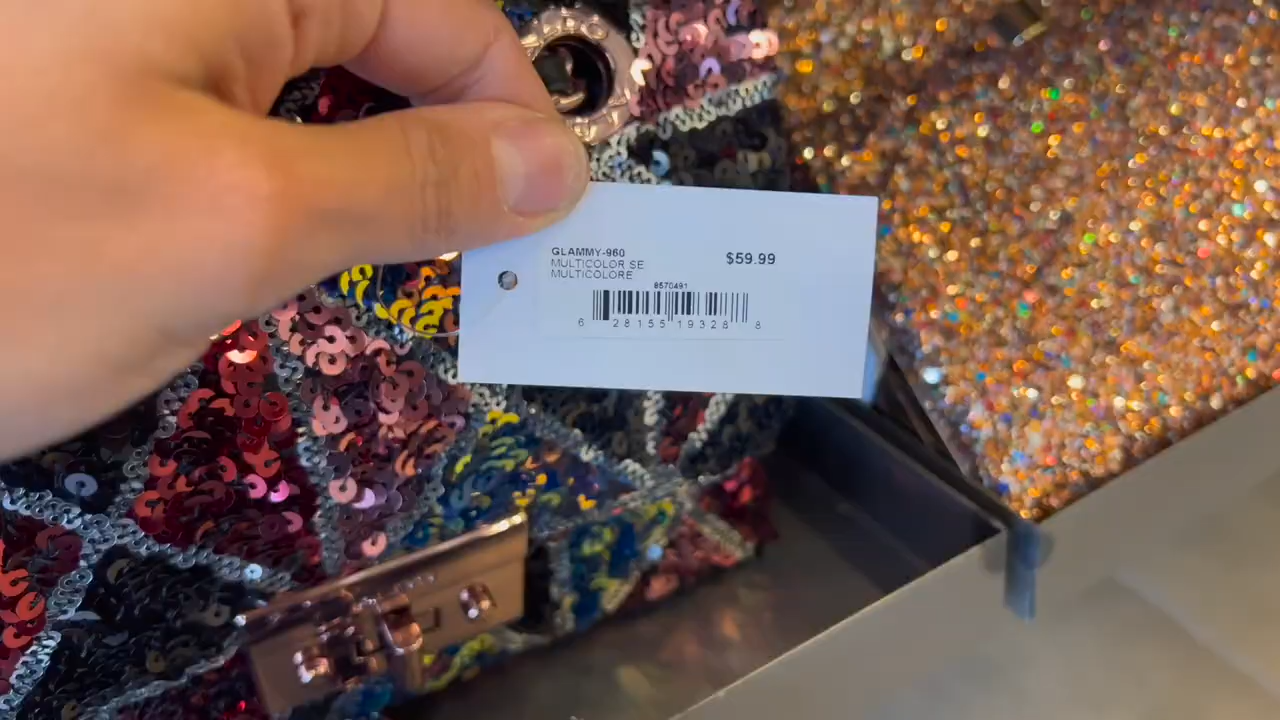 GLAMMY-960
$59.99
MULTICOLOR SE
MULTICOLORE
8570491
6 28155 19328 8